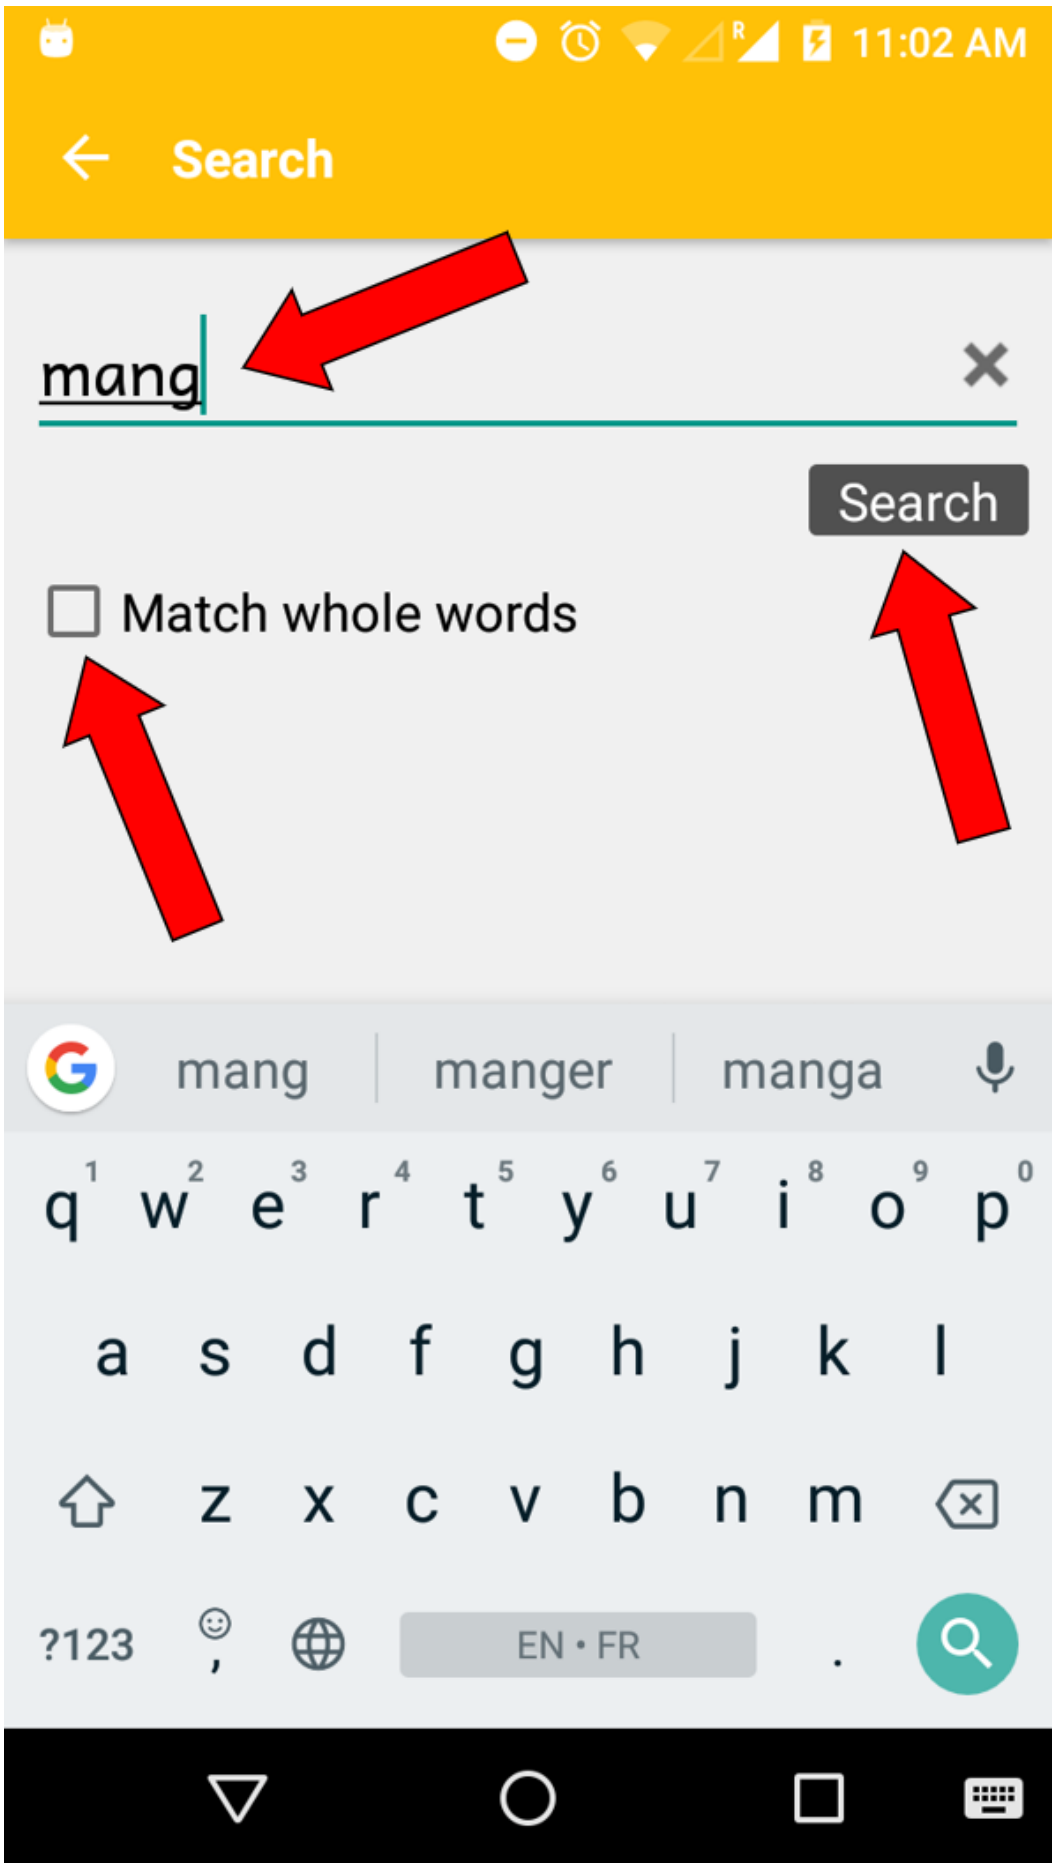 R 11:02 AM
Search
mang
Search
Match whole words
G mang manger manga
1 2 3 4 5 6 7 8 9 0
q w e r t y u i o p
a s d f g h j k l
z x c v b n m
?123 , EN • FR .